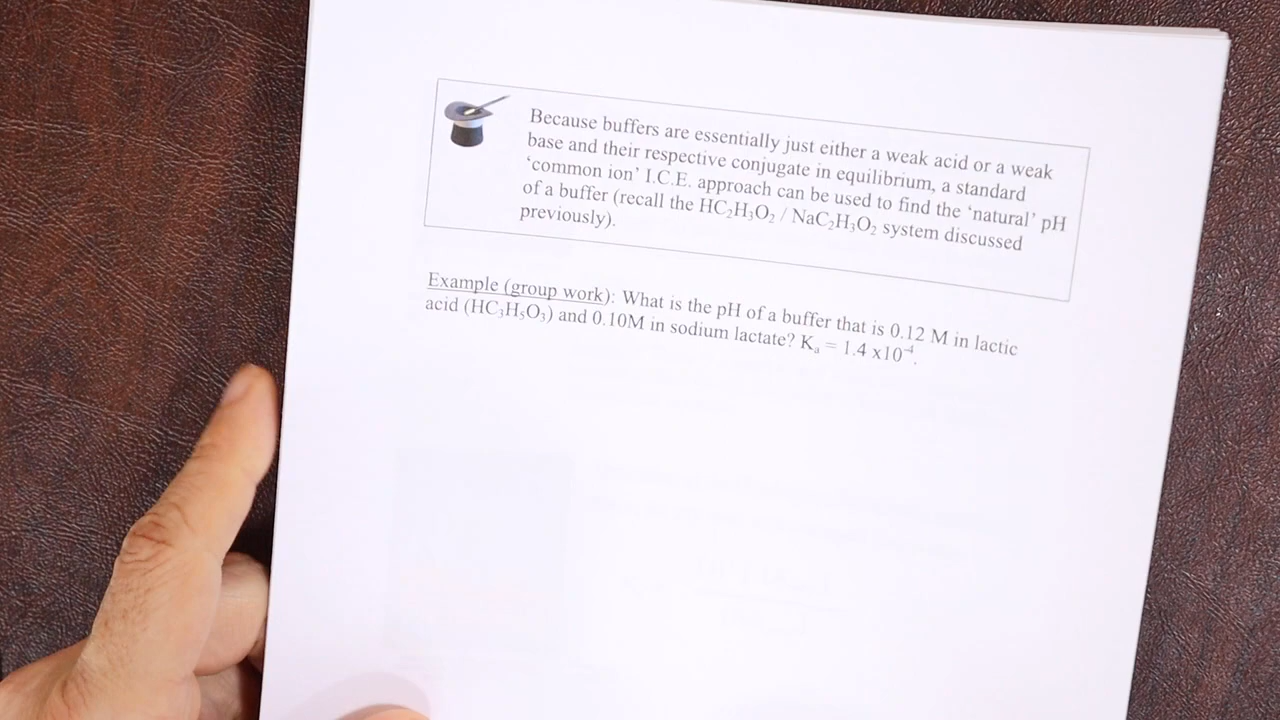 Because buffers are essentially just either a weak acid or a weak
base and their respective conjugate in equilibrium, a standard
‘common ion’ I.C.E. approach can be used to find the ‘natural’ pH
of a buffer (recall the HC₂H₃O₂ / NaC₂H₃O₂ system discussed
previously).
Example (group work): What is the pH of a buffer that is 0.12 M in lactic
acid (HC₃H₅O₃) and 0.10M in sodium lactate? Kₐ = 1.4 x10⁻⁴.